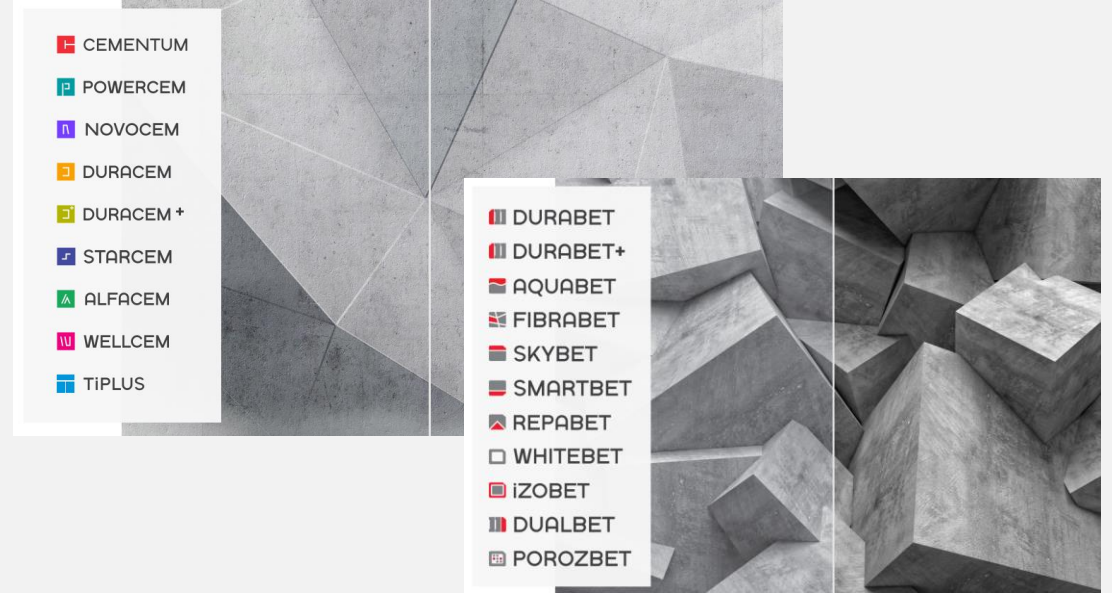 CEMENTUM
POWERCEM
NOVOCEM
DURACEM
DURACEM+
STARCEM
ALFACEM
WELLCEM
TiPLUS
DURABET
DURABET+
AQUABET
FIBRABET
SKYBET
SMARTBET
REPABET
WHITEBET
iZOBET
DUALBET
POROZBET